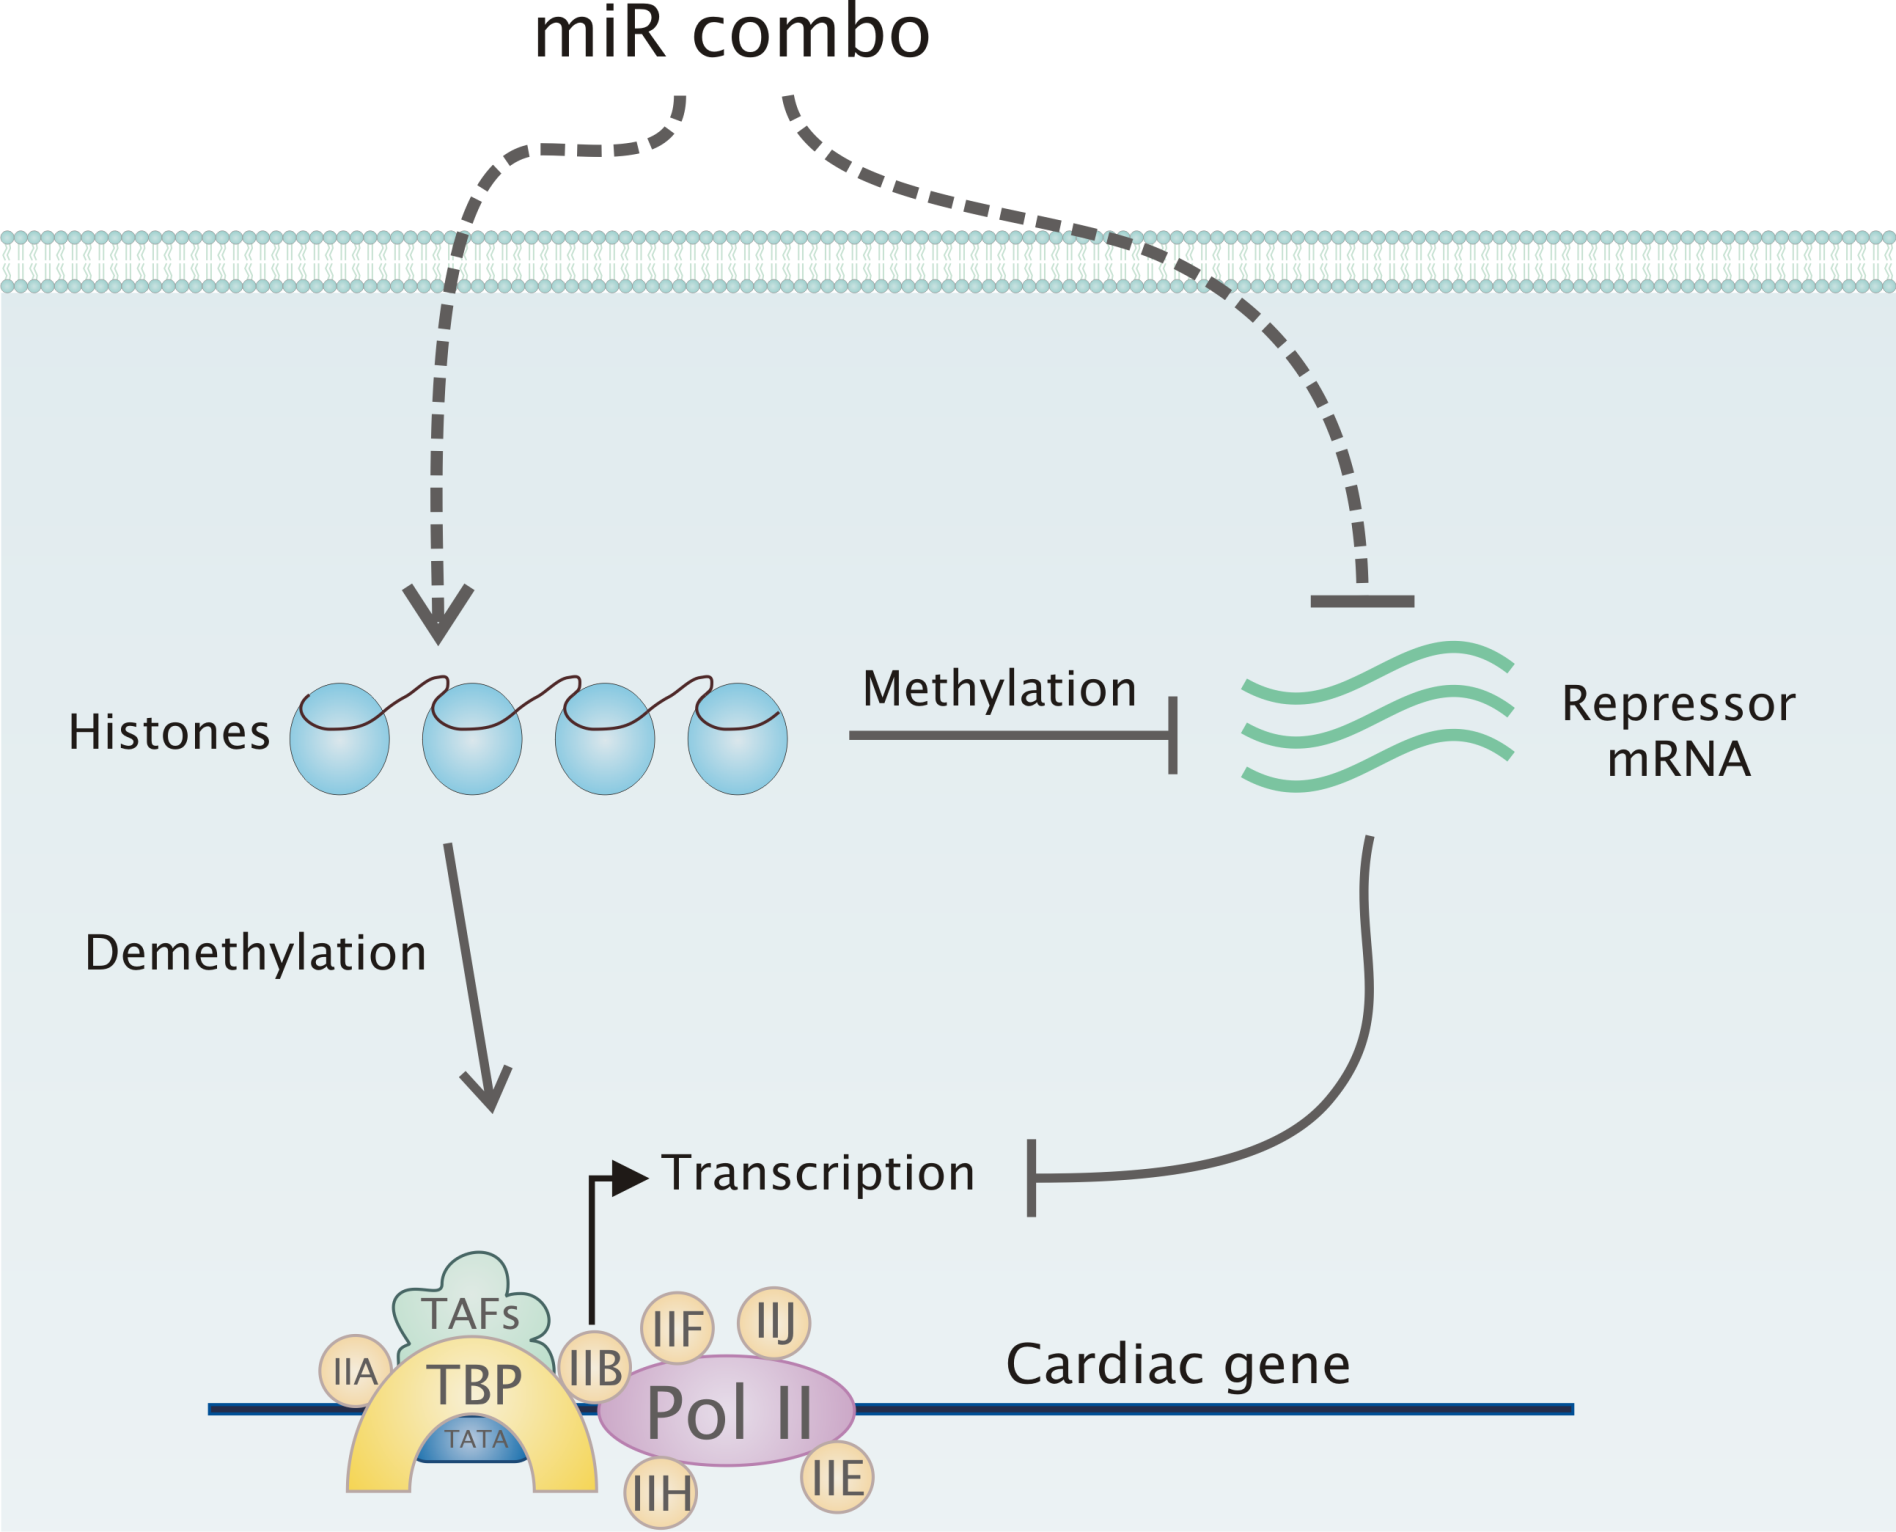 miR combo
Histones
Methylation
Repressor
mRNA
Demethylation
Transcription
TAFs
IIA
TBP
IIB
IIF
IIJ
TATA
Pol II
Cardiac gene
IIH
IIE